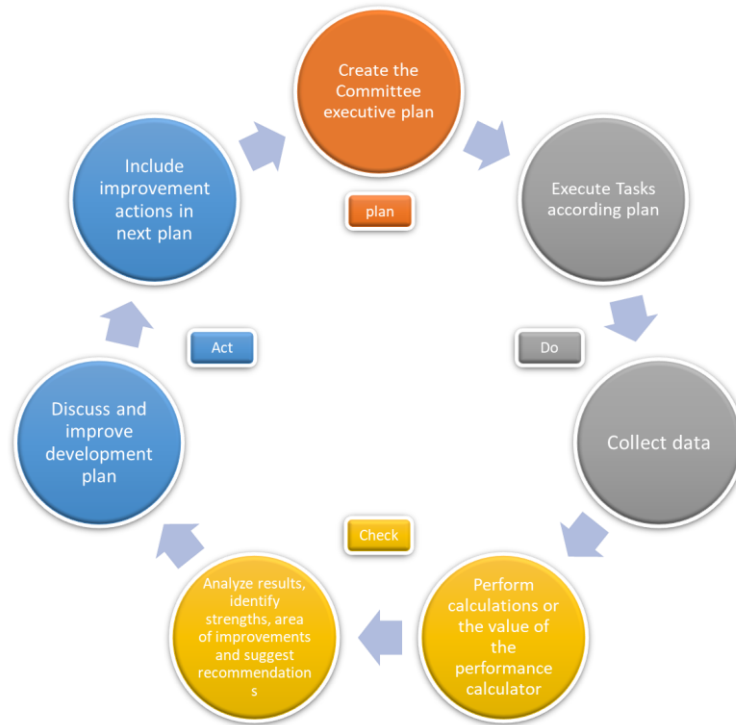 Create the
Committee
executive plan
Include
improvement
actions in
next plan
Execute Tasks
according plan
plan
Act
Do
Discuss and
improve
development
plan
Collect data
Check
Analyze results,
identify
strengths, area
of improvements
and suggest
recommendation
s
Perform
calculations or
the value of
the
performance
calculator